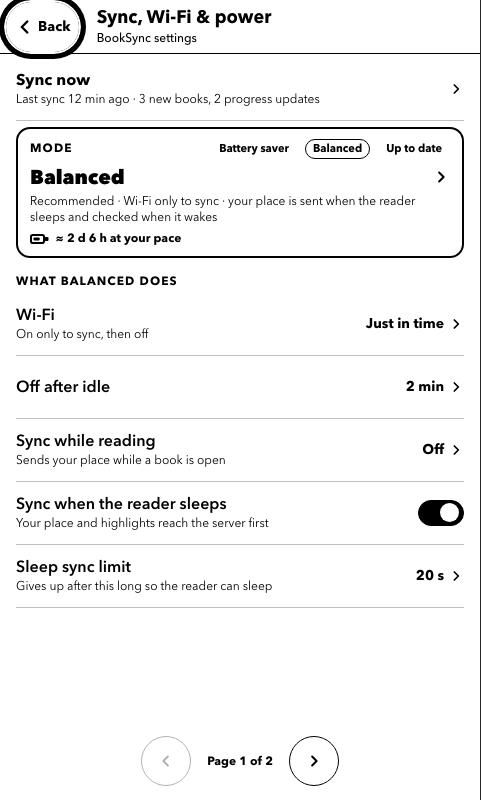 Back
Sync, Wi-Fi & power
BookSync settings
Sync now
Last sync 12 min ago · 3 new books, 2 progress updates
MODE
Battery saver
Balanced
Up to date
Balanced
Recommended · Wi-Fi only to sync · your place is sent when the reader
sleeps and checked when it wakes
≈ 2 d 6 h at your pace
WHAT BALANCED DOES
Wi-Fi
On only to sync, then off
Just in time
Off after idle
2 min
Sync while reading
Sends your place while a book is open
Off
Sync when the reader sleeps
Your place and highlights reach the server first
Sleep sync limit
Gives up after this long so the reader can sleep
20 s
Page 1 of 2